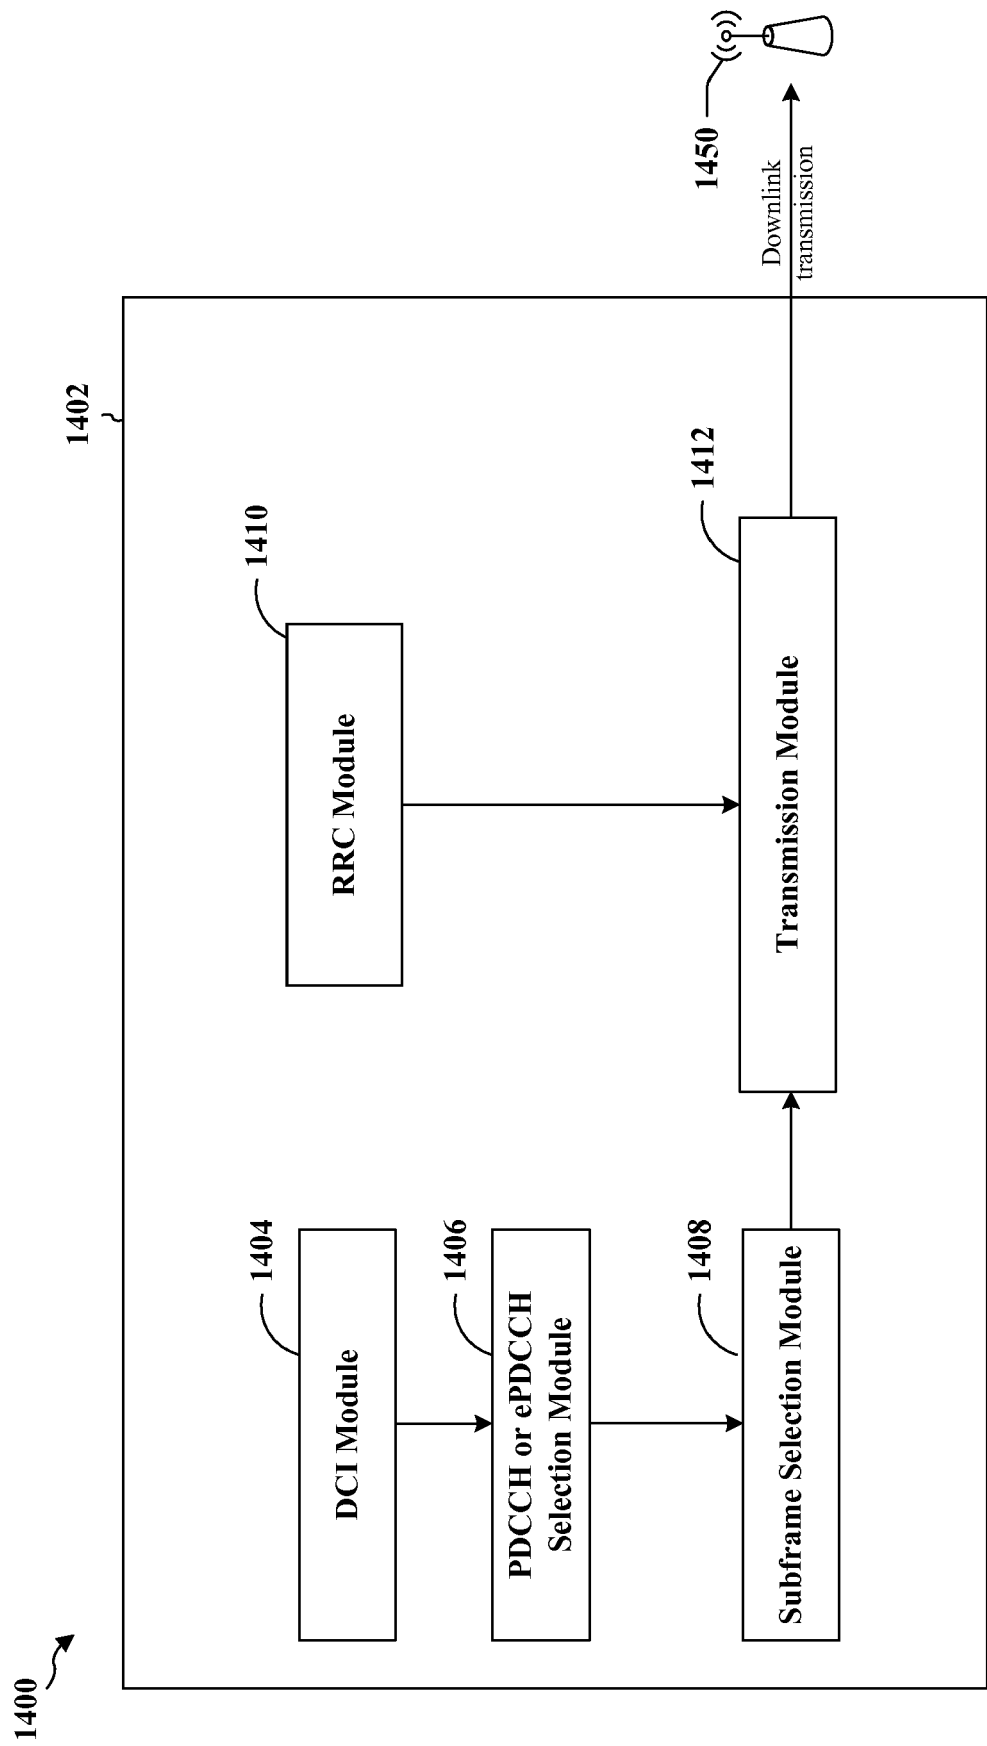 1400
1402
1404
DCI Module
1406
PDCCH or ePDCCH
Selection Module
1408
Subframe Selection Module
1410
RRC Module
1412
Transmission Module
Downlink
transmission
1450